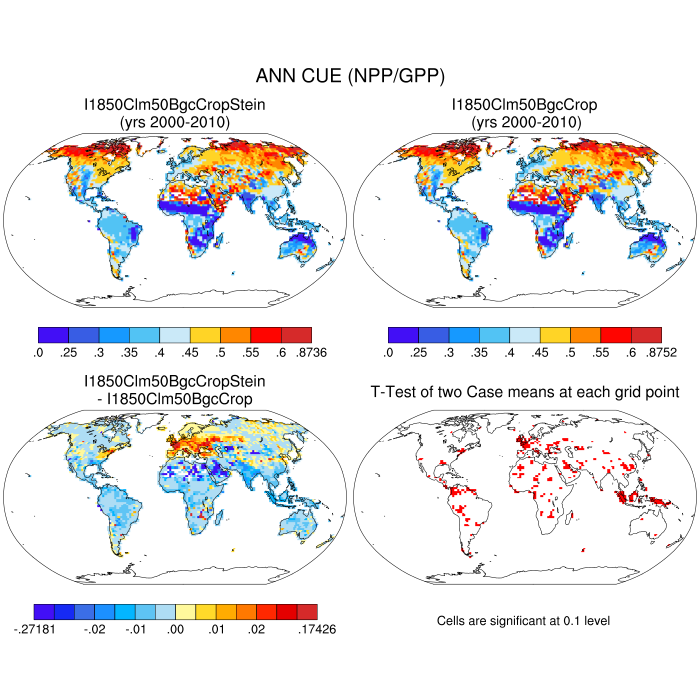 ANN CUE (NPP/GPP)
I1850Clm50BgcCropStein
(yrs 2000-2010)
I1850Clm50BgcCrop
(yrs 2000-2010)
.0 .25 .3 .35 .4 .45 .5 .55 .6 .8736
.0 .25 .3 .35 .4 .45 .5 .55 .6 .8752
I1850Clm50BgcCropStein
- I1850Clm50BgcCrop
T-Test of two Case means at each grid point
-.27181 -.02 -.01 .00 .01 .02 .17426
Cells are significant at 0.1 level